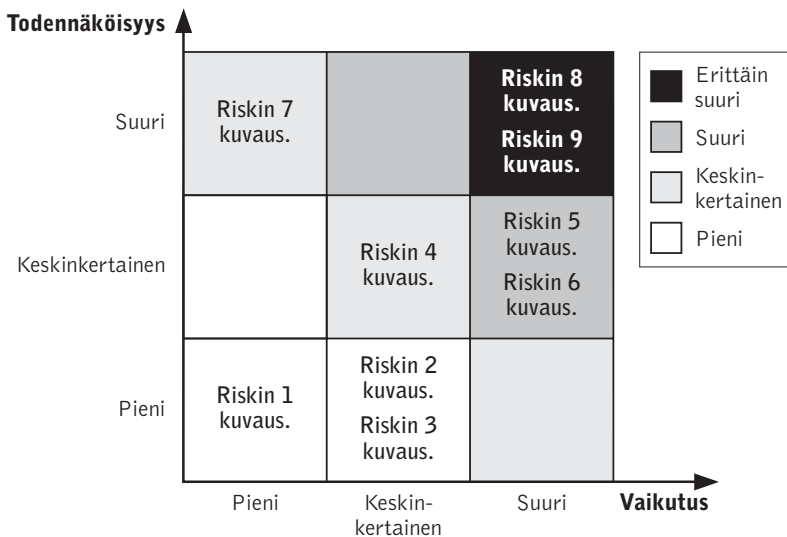 Todennäköisyys
Suuri
Riskin 7
kuvaus.
Riskin 8
kuvaus.
Riskin 9
kuvaus.
Keskinkertainen
Riskin 4
kuvaus.
Riskin 5
kuvaus.
Riskin 6
kuvaus.
Pieni
Riskin 1
kuvaus.
Riskin 2
kuvaus.
Riskin 3
kuvaus.
Pieni
Keskin-
kertainen
Suuri
Vaikutus
Erittäin
suuri
Suuri
Keskin-
kertainen
Pieni